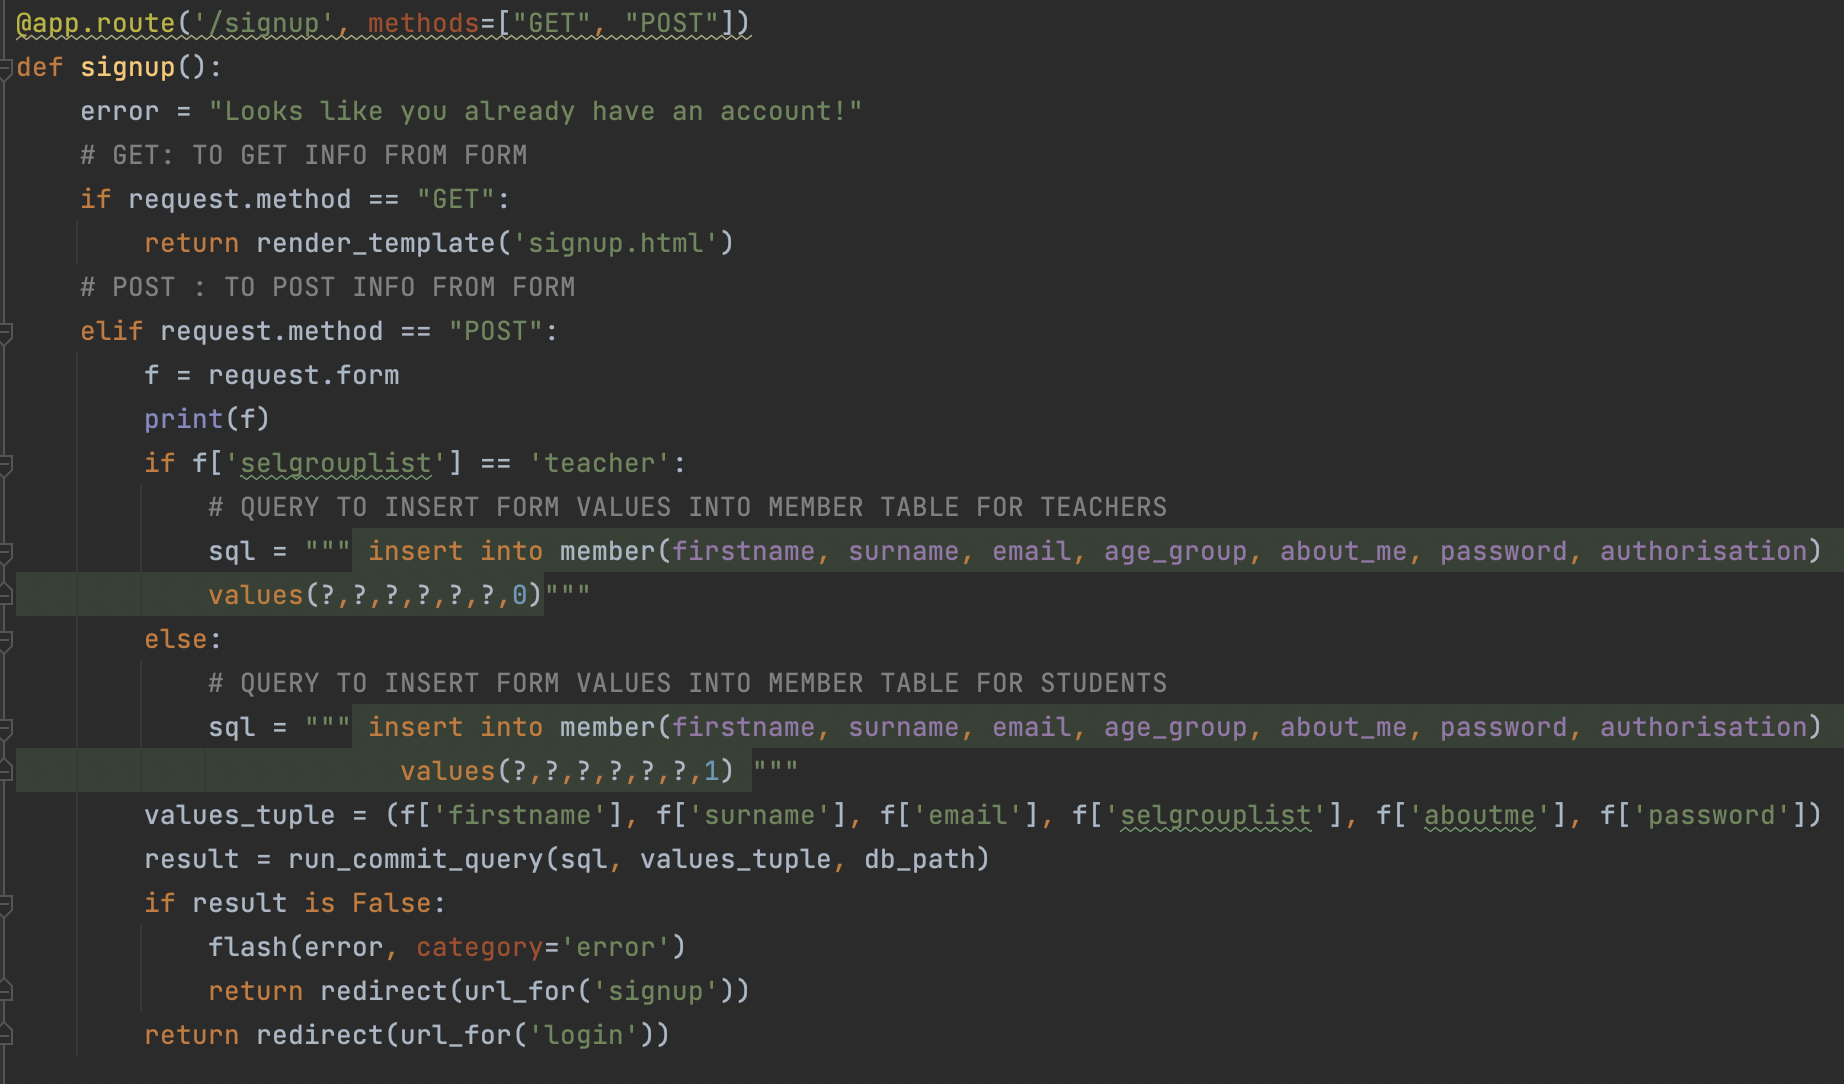 @app.route('/signup', methods=["GET", "POST"])
def signup():
    error = "Looks like you already have an account!"
    # GET: TO GET INFO FROM FORM
    if request.method == "GET":
        return render_template('signup.html')
    # POST : TO POST INFO FROM FORM
    elif request.method == "POST":
        f = request.form
        print(f)
        if f['selgrouplist'] == 'teacher':
            # QUERY TO INSERT FORM VALUES INTO MEMBER TABLE FOR TEACHERS
            sql = """ insert into member(firstname, surname, email, age_group, about_me, password, authorisation)
            values(?,?,?,?,?,?,0)"""
        else:
            # QUERY TO INSERT FORM VALUES INTO MEMBER TABLE FOR STUDENTS
            sql = """ insert into member(firstname, surname, email, age_group, about_me, password, authorisation)
                        values(?,?,?,?,?,?,1) """
        values_tuple = (f['firstname'], f['surname'], f['email'], f['selgrouplist'], f['aboutme'], f['password'])
        result = run_commit_query(sql, values_tuple, db_path)
        if result is False:
            flash(error, category='error')
            return redirect(url_for('signup'))
        return redirect(url_for('login'))